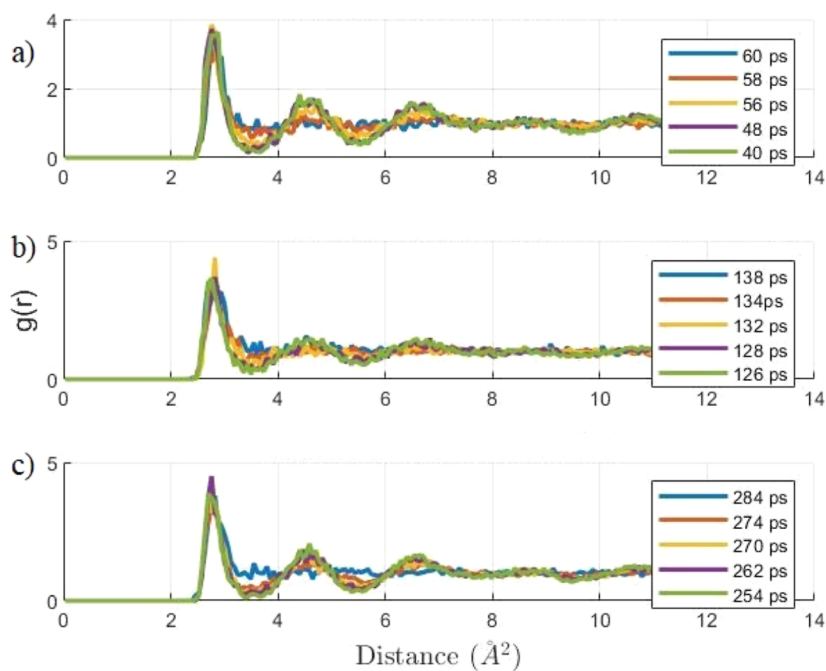 a)
4
2
0
0 2 4 6 8 10 12 14
60 ps
58 ps
56 ps
48 ps
40 ps
b)
g(r)
5
0
0 2 4 6 8 10 12 14
138 ps
134ps
132 ps
128 ps
126 ps
c)
5
0
0 2 4 6 8 10 12 14
284 ps
274 ps
270 ps
262 ps
254 ps
Distance (Å²)